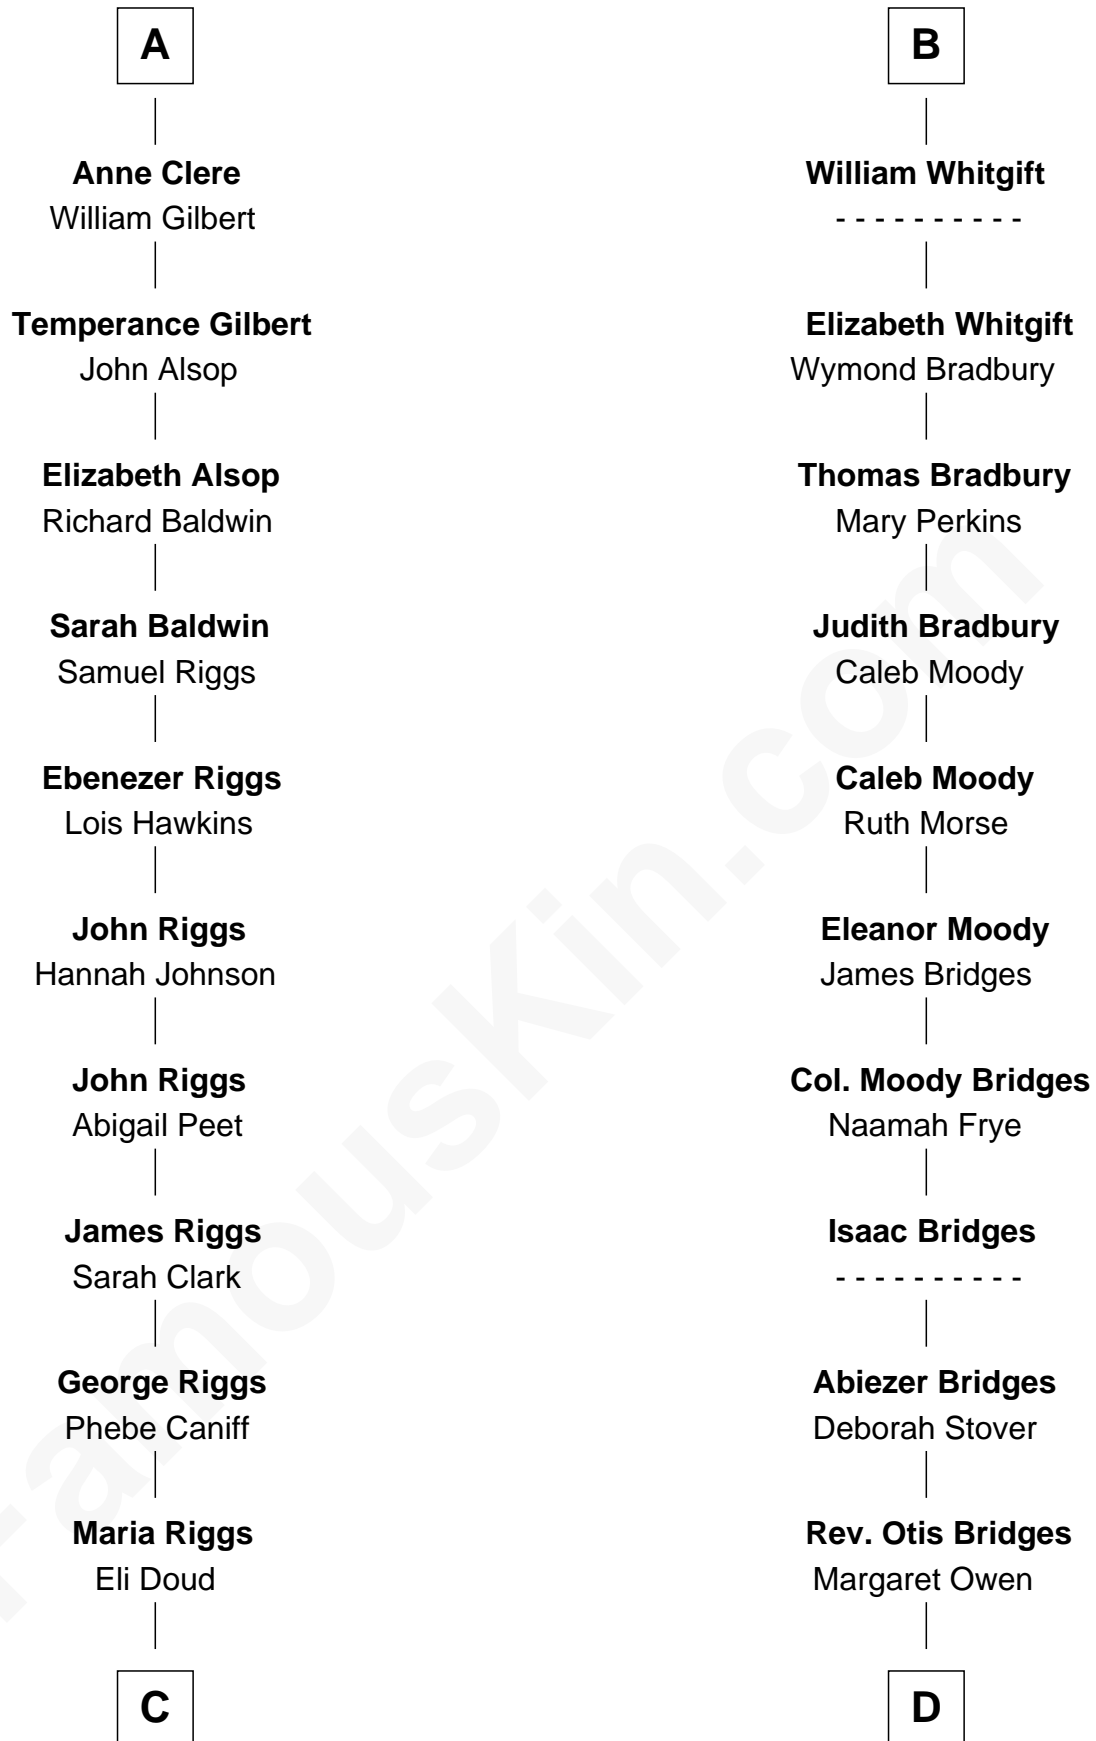 A
Anne Clere
William Gilbert
Temperance Gilbert
John Alsop
Elizabeth Alsop
Richard Baldwin
Sarah Baldwin
Samuel Riggs
Ebenezer Riggs
Lois Hawkins
John Riggs
Hannah Johnson
John Riggs
Abigail Peet
James Riggs
Sarah Clark
George Riggs
Phebe Caniff
Maria Riggs
Eli Doud
C
B
William Whitgift
- - - - - - - - - -
Elizabeth Whitgift
Wymond Bradbury
Thomas Bradbury
Mary Perkins
Judith Bradbury
Caleb Moody
Caleb Moody
Ruth Morse
Eleanor Moody
James Bridges
Col. Moody Bridges
Naamah Frye
Isaac Bridges
- - - - - - - - - -
Abiezer Bridges
Deborah Stover
Rev. Otis Bridges
Margaret Owen
D
FamousKin.com